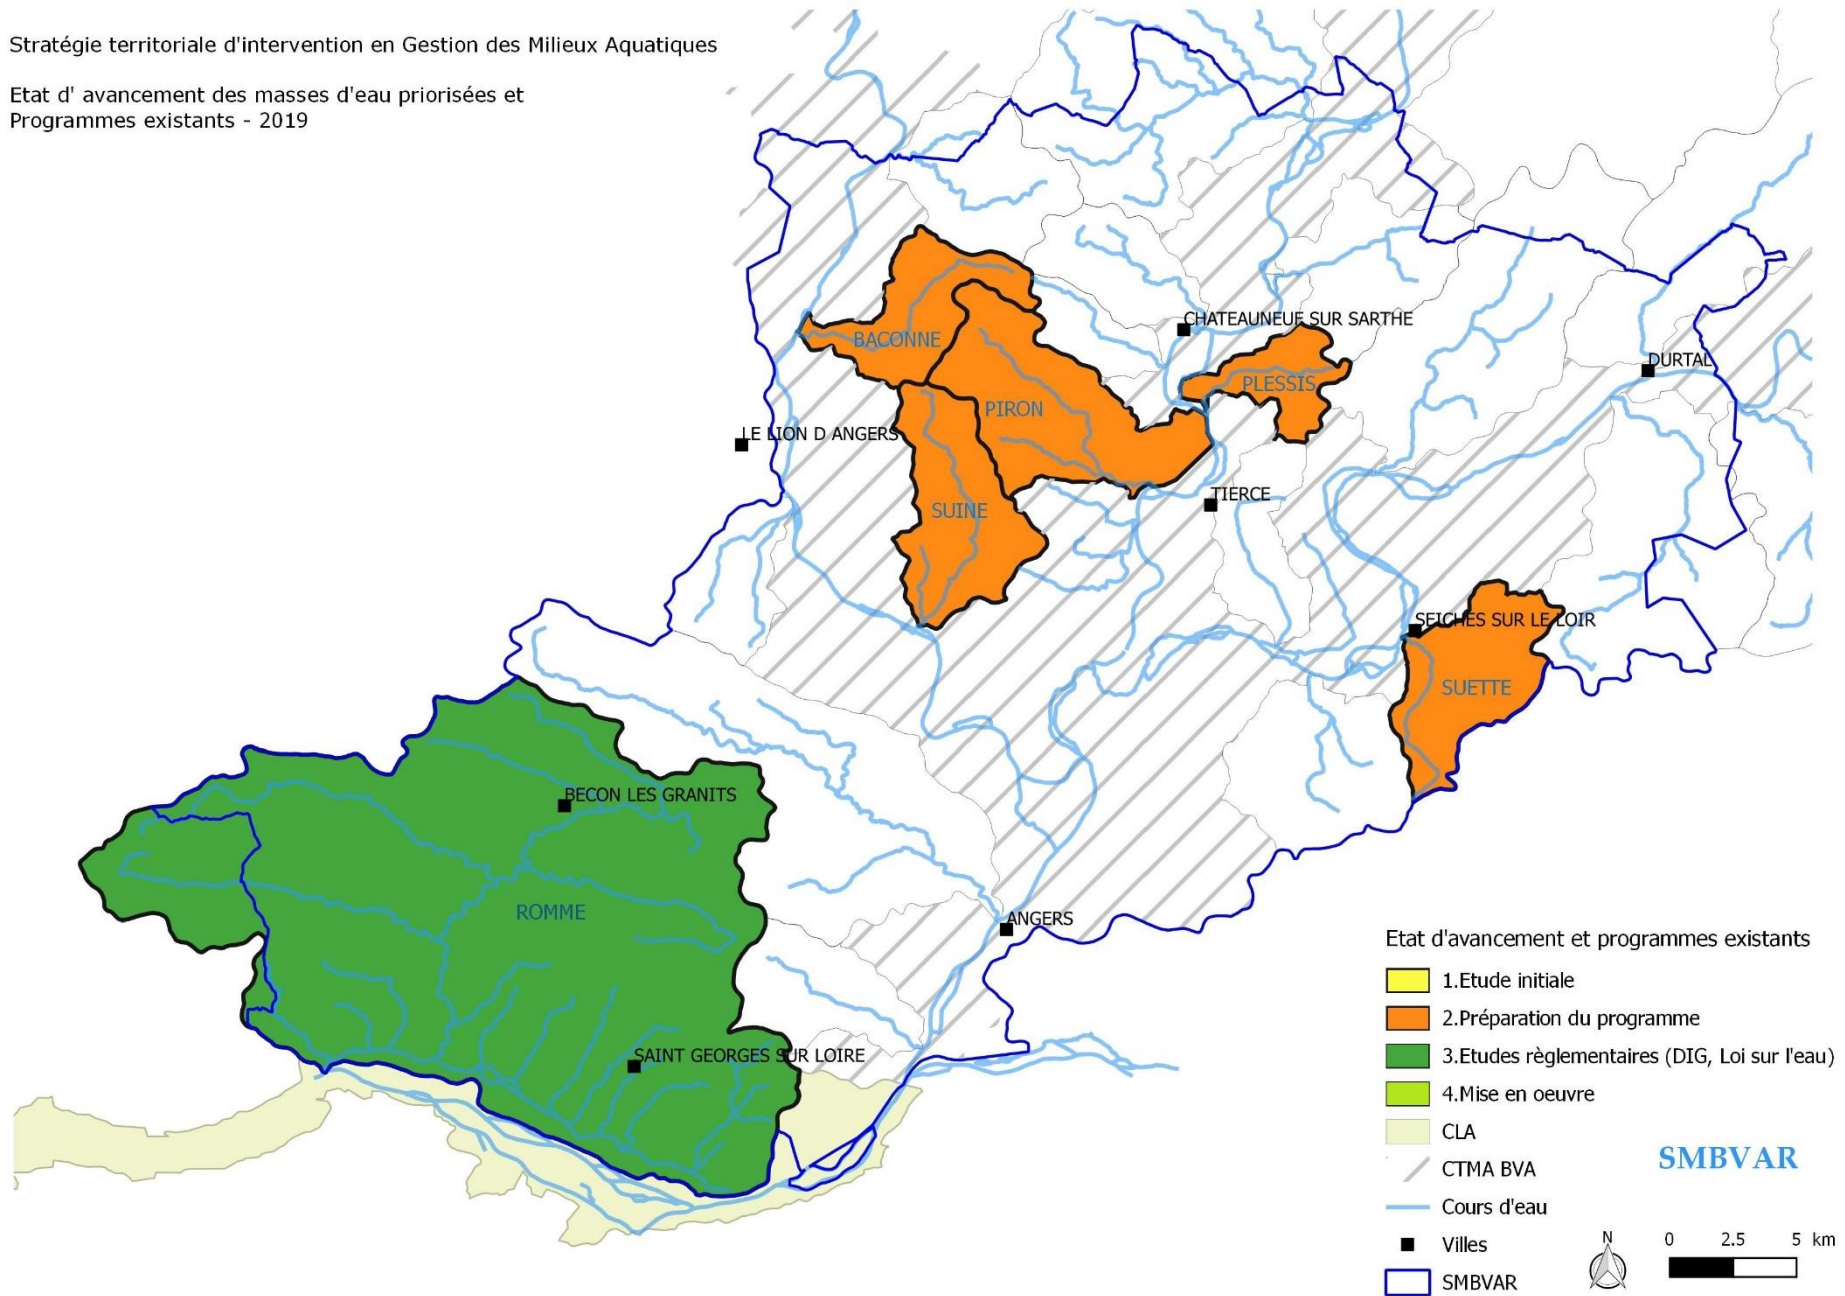 Stratégie territoriale d'intervention en Gestion des Milieux Aquatiques
Etat d' avancement des masses d'eau priorisées et
Programmes existants - 2019
CHATEAUNEUF SUR SARTHE
BACONNE
DURTAL
PLESSIS
PIRON
LE LION D ANGERS
TIERCE
SUINE
SEICHES SUR LE LOIR
SUETTE
BECON LES GRANITS
ROMME
ANGERS
SAINT GEORGES SUR LOIRE
Etat d'avancement et programmes existants
1.Etude initiale
2.Préparation du programme
3.Etudes règlementaires (DIG, Loi sur l'eau)
4.Mise en oeuvre
CLA
CTMA BVA
SMBVAR
Cours d'eau
Villes
SMBVAR
N
0 2.5 5 km